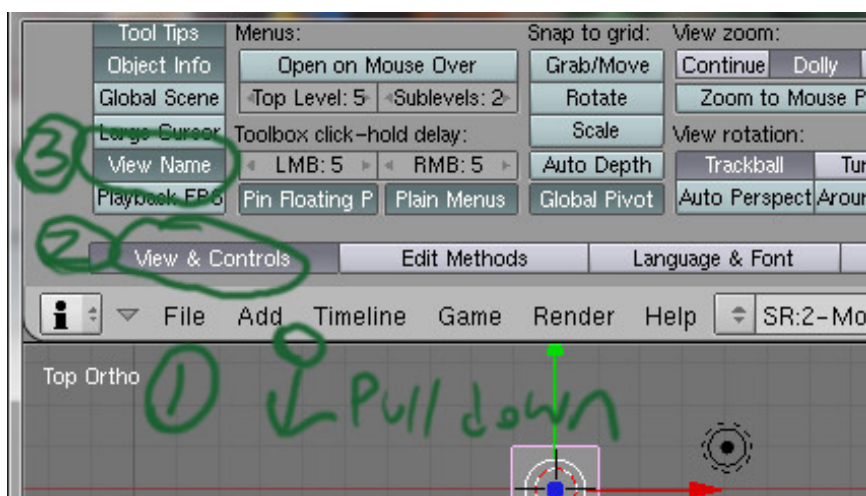 Tool Tips Menus: Snap to grid: View zoom:
Object Info Open on Mouse Over Grab/Move Continue Dolly
Global Scene Top Level: 5 Sublevels: 2 Rotate Zoom to Mouse P
Large Cursor Toolbox click-hold delay: Scale View rotation:
3 View Name LMB: 5 RMB: 5 Auto Depth Trackball Tur
Playback FPS Pin Floating P Plain Menus Global Pivot Auto Perspect Aroun
2 View & Controls Edit Methods Language & Font
File Add Timeline Game Render Help SR:2-Mo
Top Ortho 1 Pull down